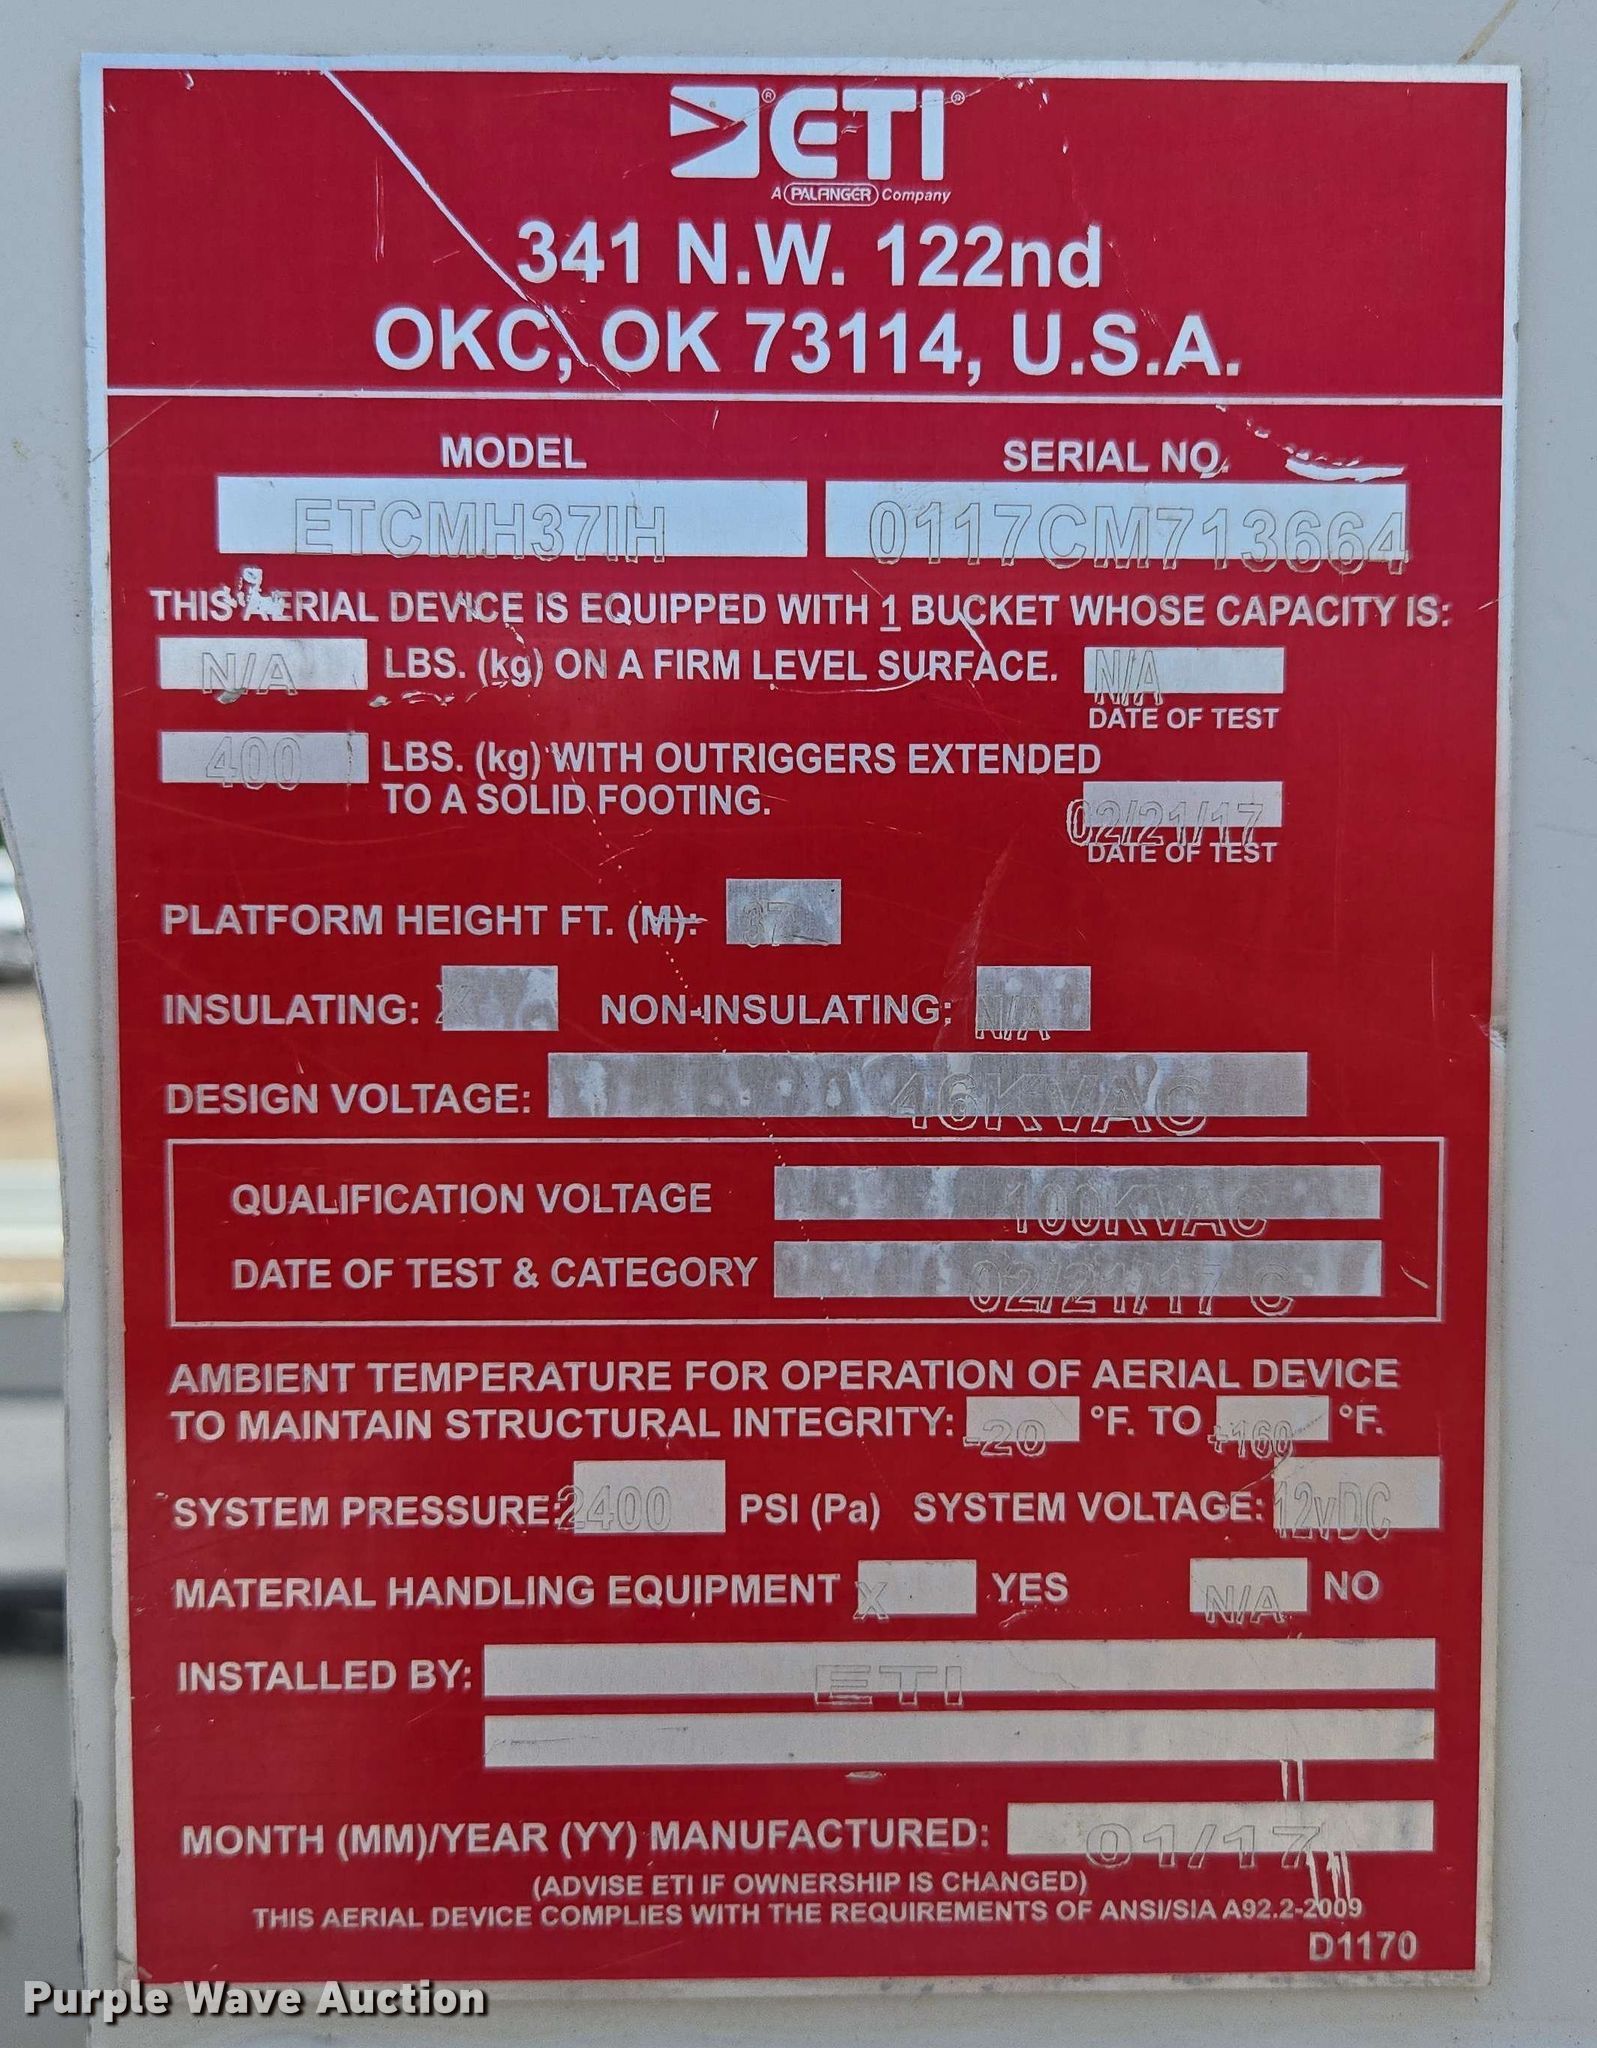 ETI
A PALFINGER Company
341 N.W. 122nd
OKC, OK 73114, U.S.A.
MODEL SERIAL NO.
ETCMH37IH 0117CM713664
THIS AERIAL DEVICE IS EQUIPPED WITH 1 BUCKET WHOSE CAPACITY IS:
N/A LBS. (kg) ON A FIRM LEVEL SURFACE. N/A
DATE OF TEST
400 LBS. (kg) WITH OUTRIGGERS EXTENDED
TO A SOLID FOOTING. 02/21/17
DATE OF TEST
PLATFORM HEIGHT FT. (M): 37
INSULATING: X NON-INSULATING: N/A
DESIGN VOLTAGE: 46KVAC
QUALIFICATION VOLTAGE 100KVAC
DATE OF TEST & CATEGORY 02/21/17 C
AMBIENT TEMPERATURE FOR OPERATION OF AERIAL DEVICE
TO MAINTAIN STRUCTURAL INTEGRITY: -20 °F. TO +160 °F.
SYSTEM PRESSURE: 2400 PSI (Pa) SYSTEM VOLTAGE: 12vDC
MATERIAL HANDLING EQUIPMENT X YES N/A NO
INSTALLED BY: ETI
MONTH (MM)/YEAR (YY) MANUFACTURED: 01/17
(ADVISE ETI IF OWNERSHIP IS CHANGED)
THIS AERIAL DEVICE COMPLIES WITH THE REQUIREMENTS OF ANSI/SIA A92.2-2009
D1170
Purple Wave Auction